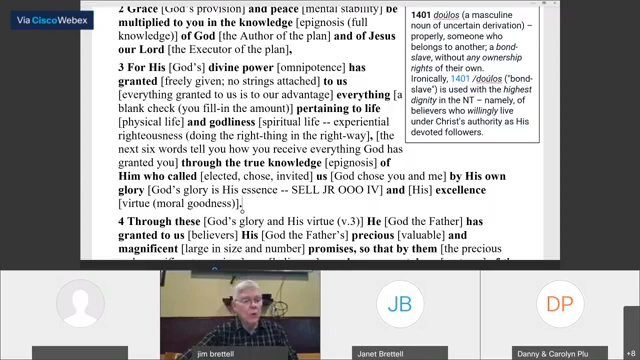 Via CiscoWebex
2 Grace [God's provision] and peace [mental stability] be
multiplied to you in the knowledge [epignosis (full
knowledge)] of God [the Author of the plan] and of Jesus
our Lord [the Executor of the plan],
3 For His [God's] divine power [omnipotence] has
granted [freely given; no strings attached] to us
[everything granted to us is to our advantage] everything [a
blank check (you fill-in the amount)] pertaining to life
[physical life] and godliness [spiritual life -- experiential
righteousness (doing the right-thing in the right-way), [the
next six words tell you how you receive everything God has
granted you] through the true knowledge [epignosis] of
Him who called [elected, chose, invited] us [God chose you and me] by His own
glory [God's glory is His essence -- SELL JR OOO IV] and [His] excellence
[virtue (moral goodness)].
4 Through these [God's glory and His virtue (v.3)] He [God the Father] has
granted to us [believers] His [God the Father's] precious [valuable] and
magnificent [large in size and number] promises, so that by them [the precious
1401 doúlos (a masculine
noun of uncertain derivation) –
properly, someone who
belongs to another; a bond-
slave, without any ownership
rights of their own.
Ironically, 1401 /doúlos ("bond-
slave") is used with the highest
dignity in the NT – namely, of
believers who willingly live
under Christ's authority as His
devoted followers.
JB
DP
jim brettell
Janet Brettell
Danny & Carolyn Plu
+8